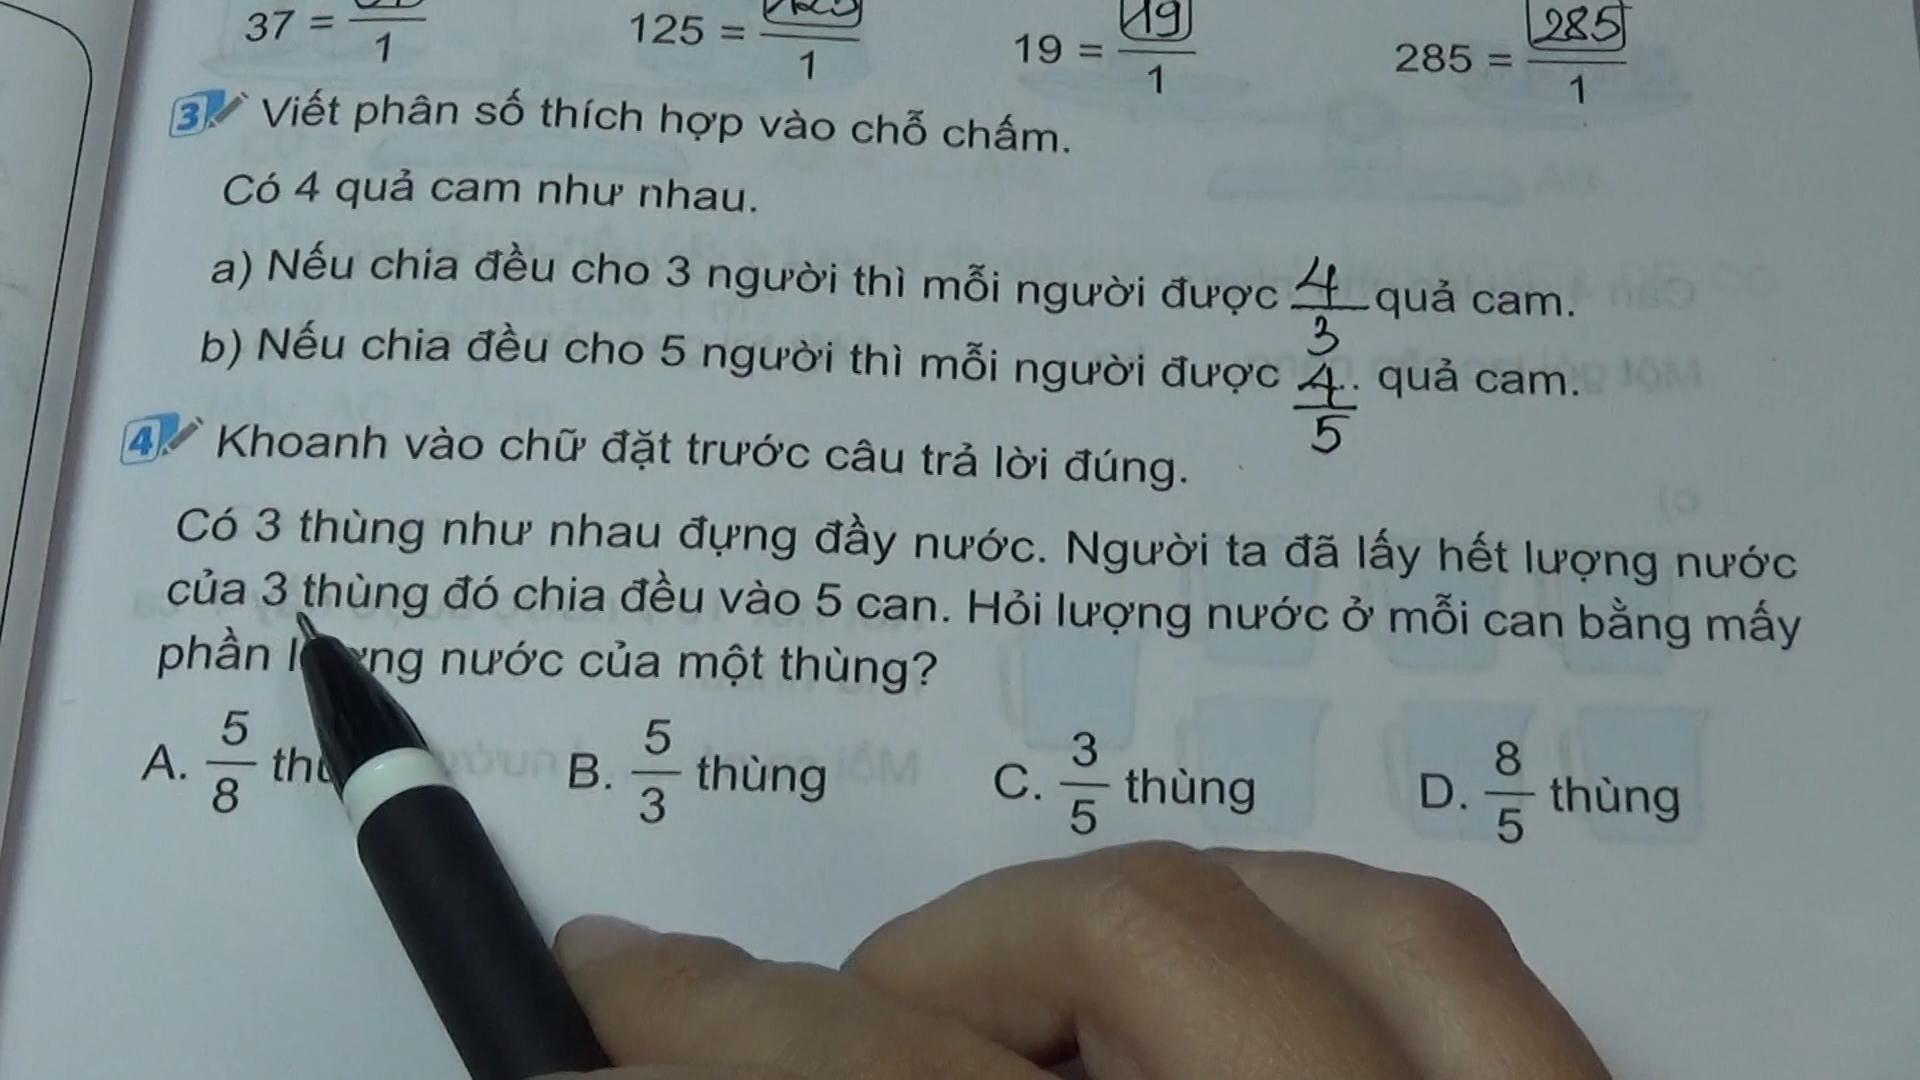 37 = 
1
125 = 
1
19 = 19
1
285 = 285
1
3 Viết phân số thích hợp vào chỗ chấm.
Có 4 quả cam như nhau.
a) Nếu chia đều cho 3 người thì mỗi người được 4/3 quả cam.
b) Nếu chia đều cho 5 người thì mỗi người được 4/5 quả cam.
4 Khoanh vào chữ đặt trước câu trả lời đúng.
Có 3 thùng như nhau đựng đầy nước. Người ta đã lấy hết lượng nước
của 3 thùng đó chia đều vào 5 can. Hỏi lượng nước ở mỗi can bằng mấy
phần nước của một thùng?
A. 5/8
B. 5/3 thùng
C. 3/5 thùng
D. 8/5 thùng